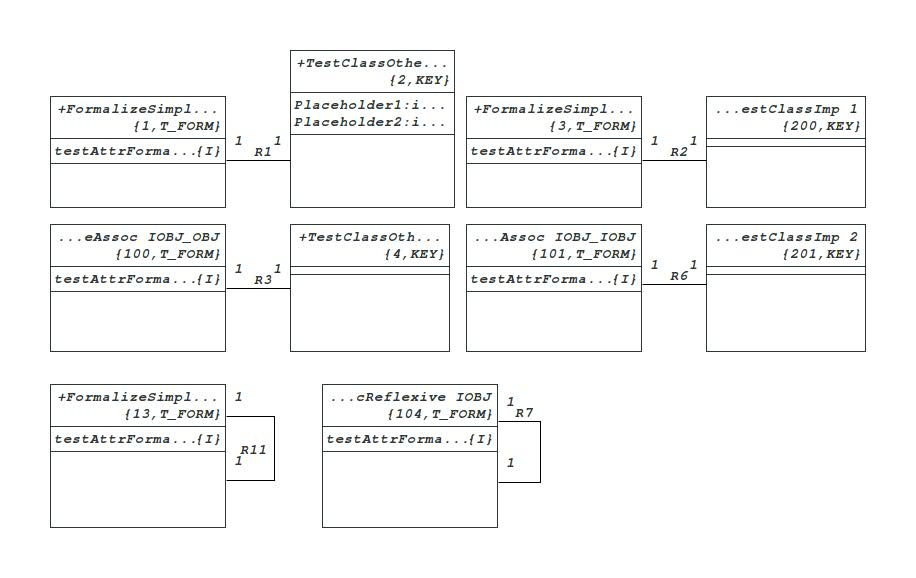 +FormalizeSimpl...
{1,T_FORM}
testAttrForma...{I}
1
1
R1
+TestClassOthe...
{2,KEY}
Placeholder1:i...
Placeholder2:i...
+FormalizeSimpl...
{3,T_FORM}
testAttrForma...{I}
1
1
R2
...estClassImp 1
{200,KEY}
...eAssoc IOBJ_OBJ
{100,T_FORM}
testAttrForma...{I}
1
1
R3
+TestClassOth...
{4,KEY}
...Assoc IOBJ_IOBJ
{101,T_FORM}
testAttrForma...{I}
1
1
R6
...estClassImp 2
{201,KEY}
+FormalizeSimpl...
{13,T_FORM}
testAttrForma...{I}
1
R11
1
...cReflexive IOBJ
{104,T_FORM}
testAttrForma...{I}
1
R7
1